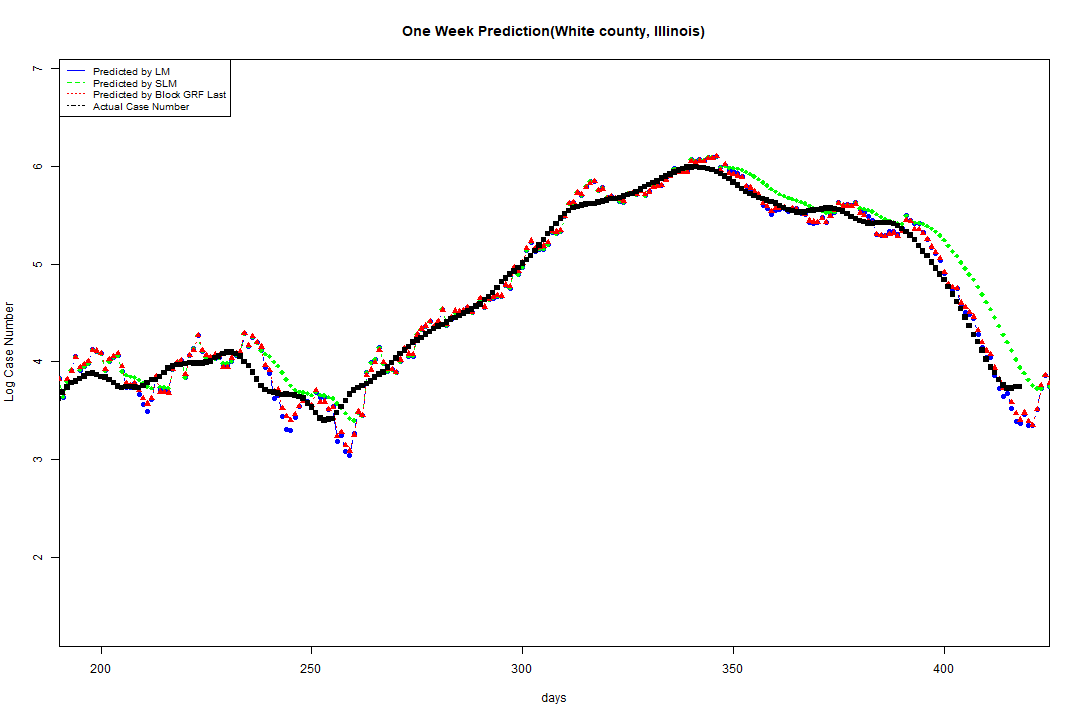 One Week Prediction(White county, Illinois)
Predicted by LM
Predicted by SLM
Predicted by Block GRF Last
Actual Case Number
7
6
5
4
3
2
Log Case Number
200 250 300 350 400
days